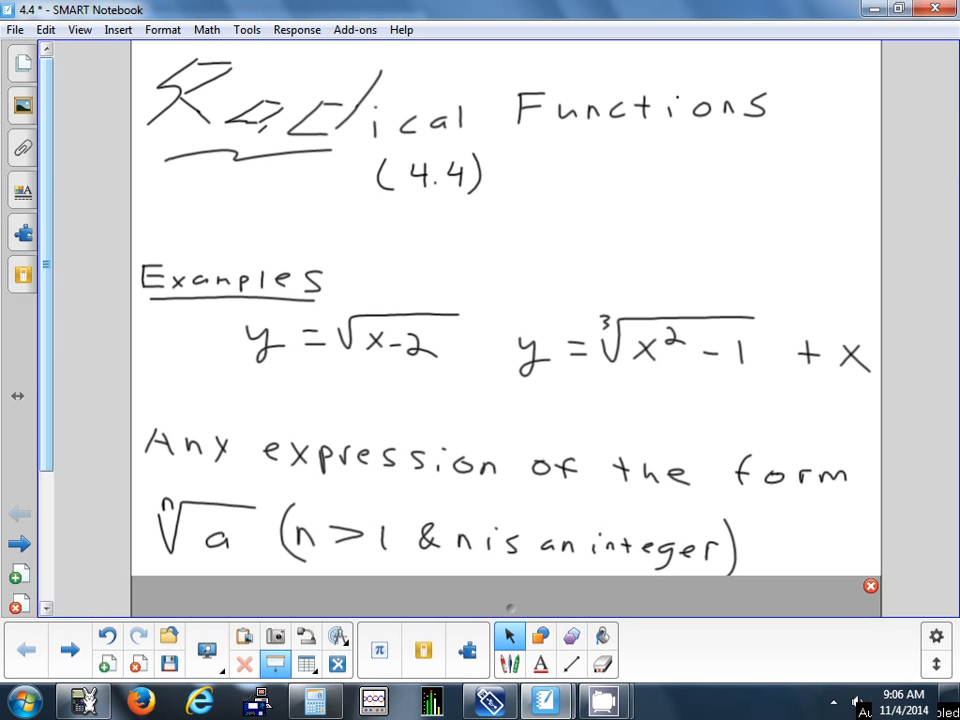 4.4 * - SMART Notebook
File Edit View Insert Format Math Tools Response Add-ons Help
Radical Functions
(4.4)
Examples
y = √x-2   y = ∛x² - 1 + x
Any expression of the form
ⁿ√a (n > 1 & n is an integer)
9:06 AM
11/4/2014